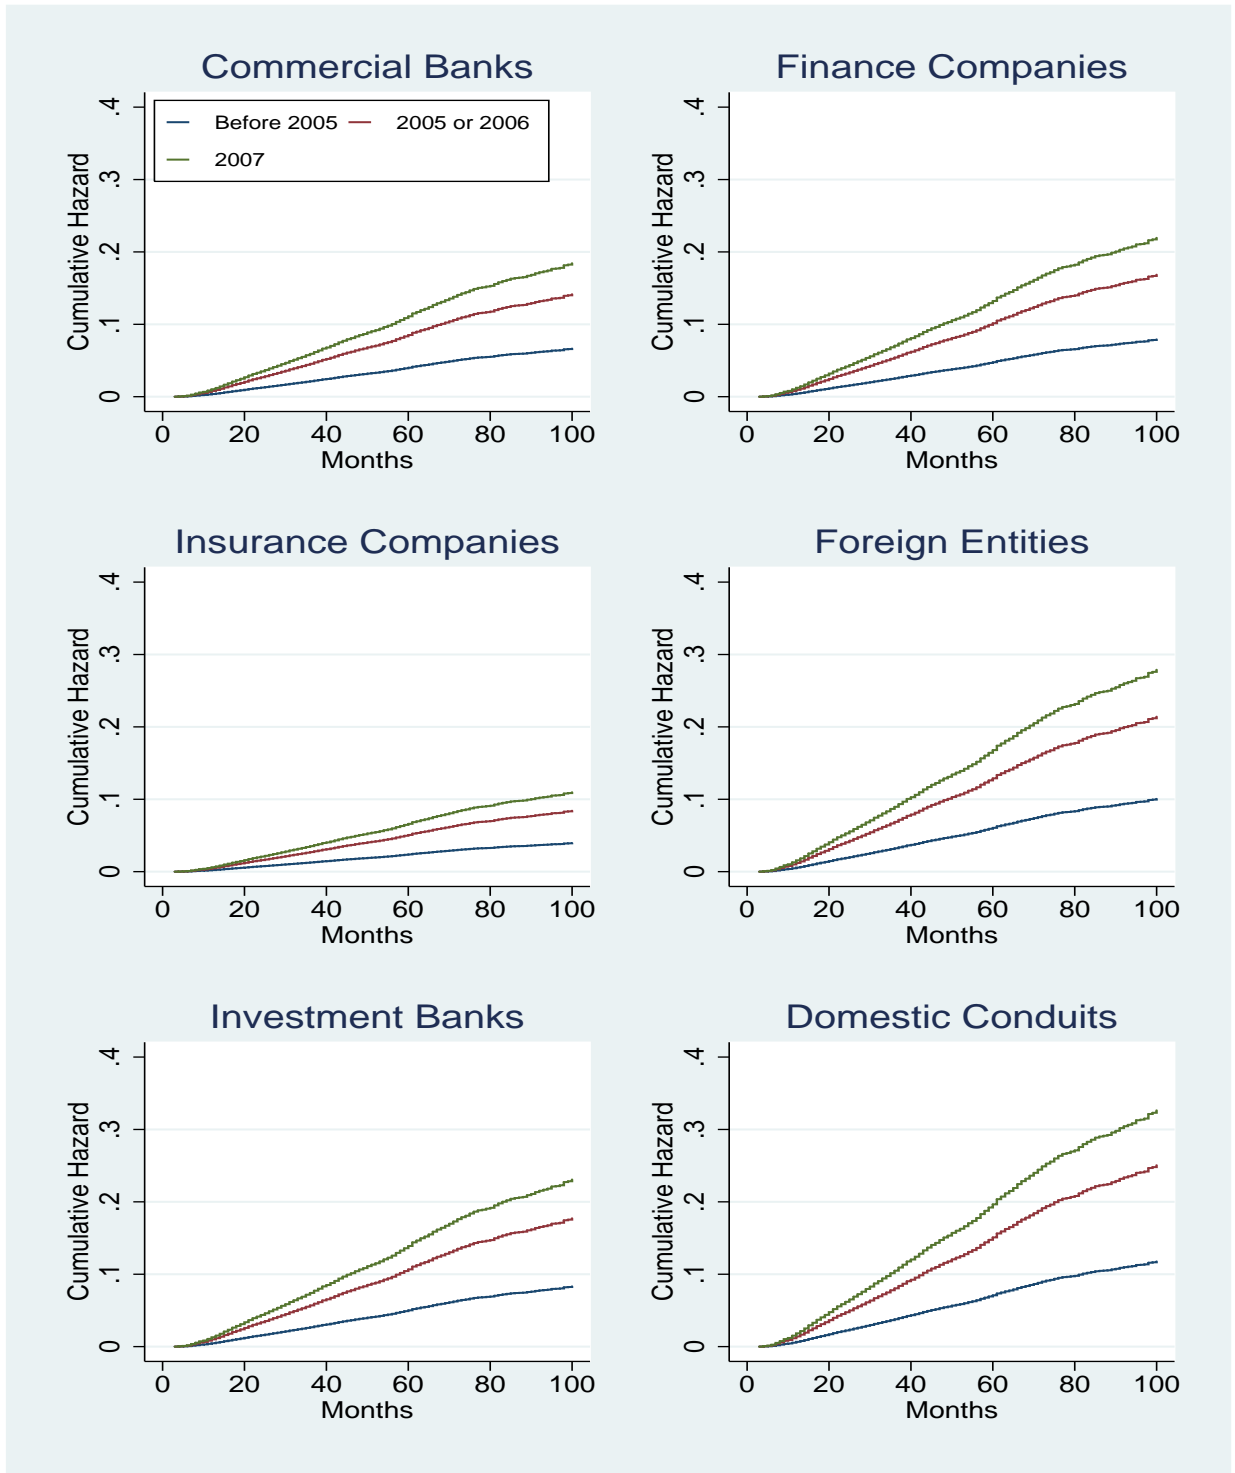 Commercial Banks
Cumulative Hazard
.4
.3
.2
.1
0
Before 2005
2005 or 2006
2007
0 20 40 60 80 100
Months
Finance Companies
Cumulative Hazard
.4
.3
.2
.1
0
0 20 40 60 80 100
Months
Insurance Companies
Cumulative Hazard
.4
.3
.2
.1
0
0 20 40 60 80 100
Months
Foreign Entities
Cumulative Hazard
.4
.3
.2
.1
0
0 20 40 60 80 100
Months
Investment Banks
Cumulative Hazard
.4
.3
.2
.1
0
0 20 40 60 80 100
Months
Domestic Conduits
Cumulative Hazard
.4
.3
.2
.1
0
0 20 40 60 80 100
Months